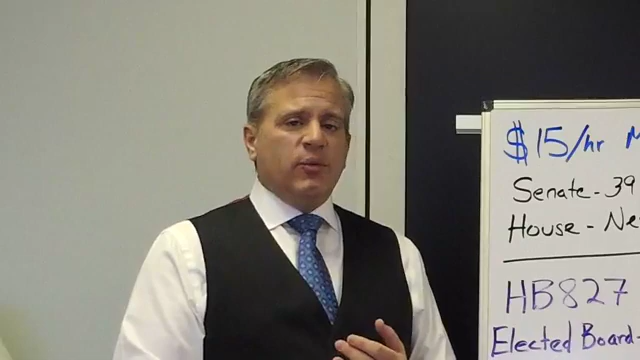 $15/hr M
Senate - 39
House - Ne
HB827
Elected Board -